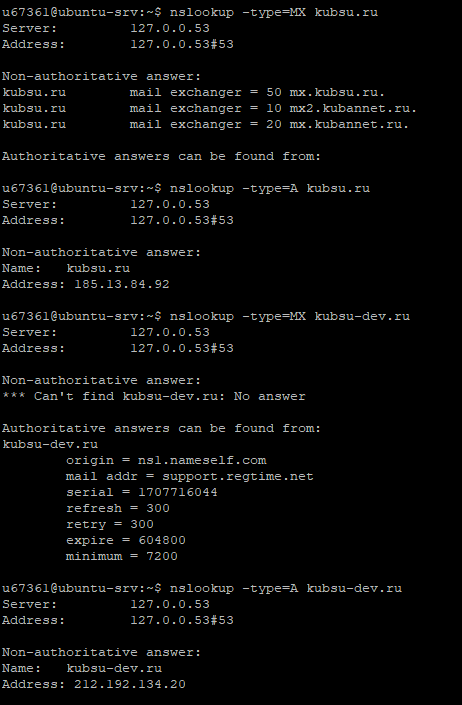 u67361@ubuntu-srv:~$ nslookup -type=MX kubsu.ru
Server:         127.0.0.53
Address:        127.0.0.53#53

Non-authoritative answer:
kubsu.ru        mail exchanger = 50 mx.kubsu.ru.
kubsu.ru        mail exchanger = 10 mx2.kubannet.ru.
kubsu.ru        mail exchanger = 20 mx.kubannet.ru.

Authoritative answers can be found from:

u67361@ubuntu-srv:~$ nslookup -type=A kubsu.ru
Server:         127.0.0.53
Address:        127.0.0.53#53

Non-authoritative answer:
Name:   kubsu.ru
Address: 185.13.84.92

u67361@ubuntu-srv:~$ nslookup -type=MX kubsu-dev.ru
Server:         127.0.0.53
Address:        127.0.0.53#53

Non-authoritative answer:
*** Can't find kubsu-dev.ru: No answer

Authoritative answers can be found from:
kubsu-dev.ru
        origin = ns1.nameself.com
        mail addr = support.regtime.net
        serial = 1707716044
        refresh = 300
        retry = 300
        expire = 604800
        minimum = 7200

u67361@ubuntu-srv:~$ nslookup -type=A kubsu-dev.ru
Server:         127.0.0.53
Address:        127.0.0.53#53

Non-authoritative answer:
Name:   kubsu-dev.ru
Address: 212.192.134.20